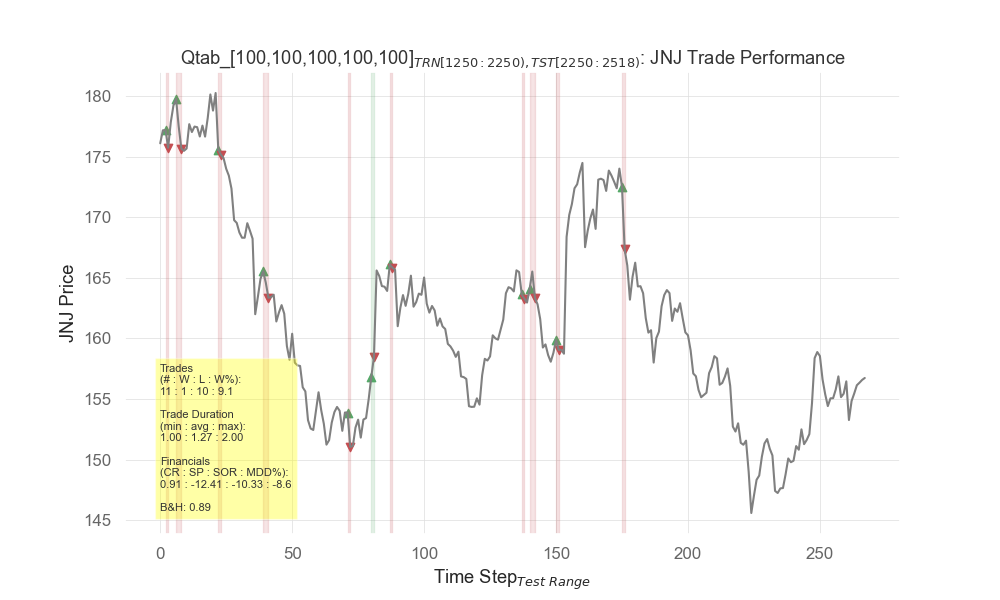 Qtab_[100,100,100,100,100]TRN[1250:2250),TST[2250:2518): JNJ Trade Performance
180
175
170
165
160
155
150
145
JNJ Price
Trades
(# : W : L : W%):
11 : 1 : 10 : 9.1
Trade Duration
(min : avg : max):
1.00 : 1.27 : 2.00
Financials
(CR : SP : SOR : MDD%):
0.91 : -12.41 : -10.33 : -8.6
B&H: 0.89
0 50 100 150 200 250
Time StepTest Range